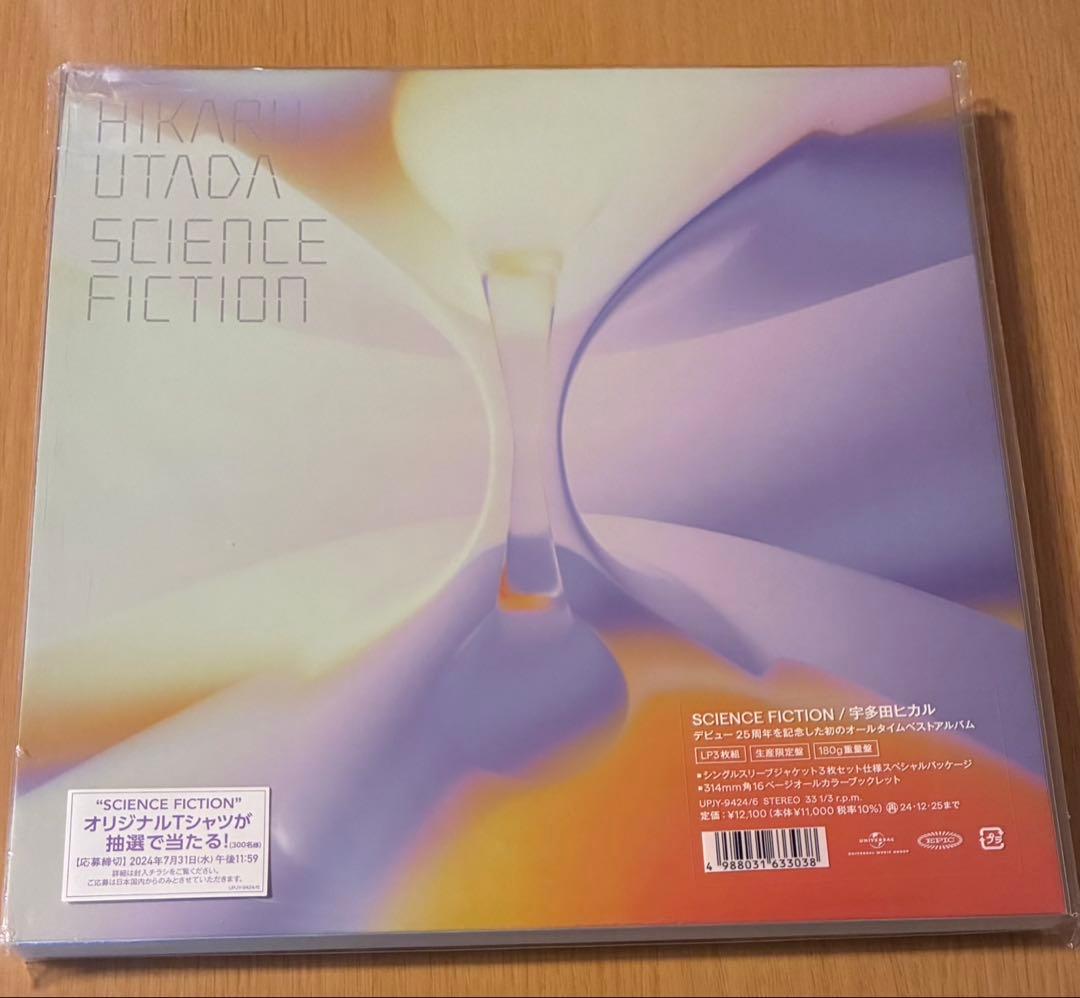 HIKARU
UTADA
SCIENCE
FICTION
SCIENCE FICTION / 宇多田ヒカル
デビュー 25周年を記念した初のオールタイムベストアルバム
LP3枚組 生産限定盤 180g重量盤
▪シングルスリーブジャケット3枚セット仕様スペシャルパッケージ
▪314mm角16ページオールカラーブックレット
UPJY-9424/6 STEREO 33 1/3 r.p.m.
定価：¥12,100 (本体¥11,000 税率10%) 再 24・12・25まで
4 988031 633038
UNIVERSAL
UNIVERSAL MUSIC GROUP
EPIC
プラ
“SCIENCE FICTION”
オリジナルTシャツが
抽選で当たる！(300名様)
【応募締切】2024年7月31日(水) 午後11:59
詳細は封入チラシをご覧ください。
ご応募は日本国内からのみとさせていただきます。
UPJY-9424/6